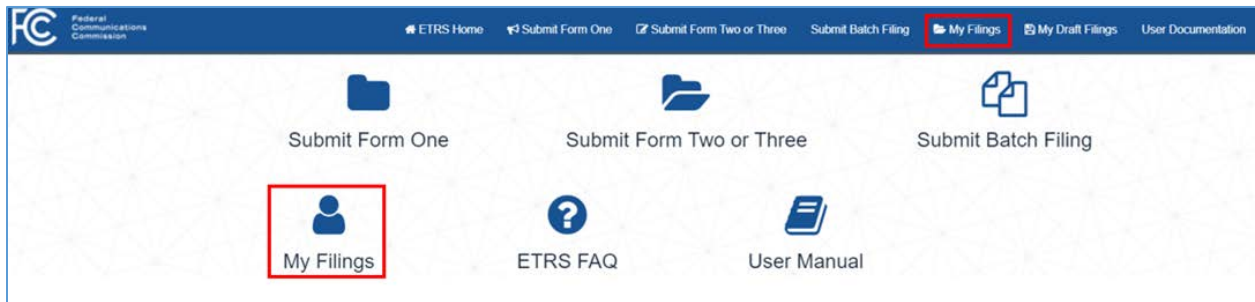 FCC
Federal
Communications
Commission
ETRS Home
Submit Form One
Submit Form Two or Three
Submit Batch Filing
My Filings
My Draft Filings
User Documentation
Submit Form One
Submit Form Two or Three
Submit Batch Filing
My Filings
ETRS FAQ
User Manual